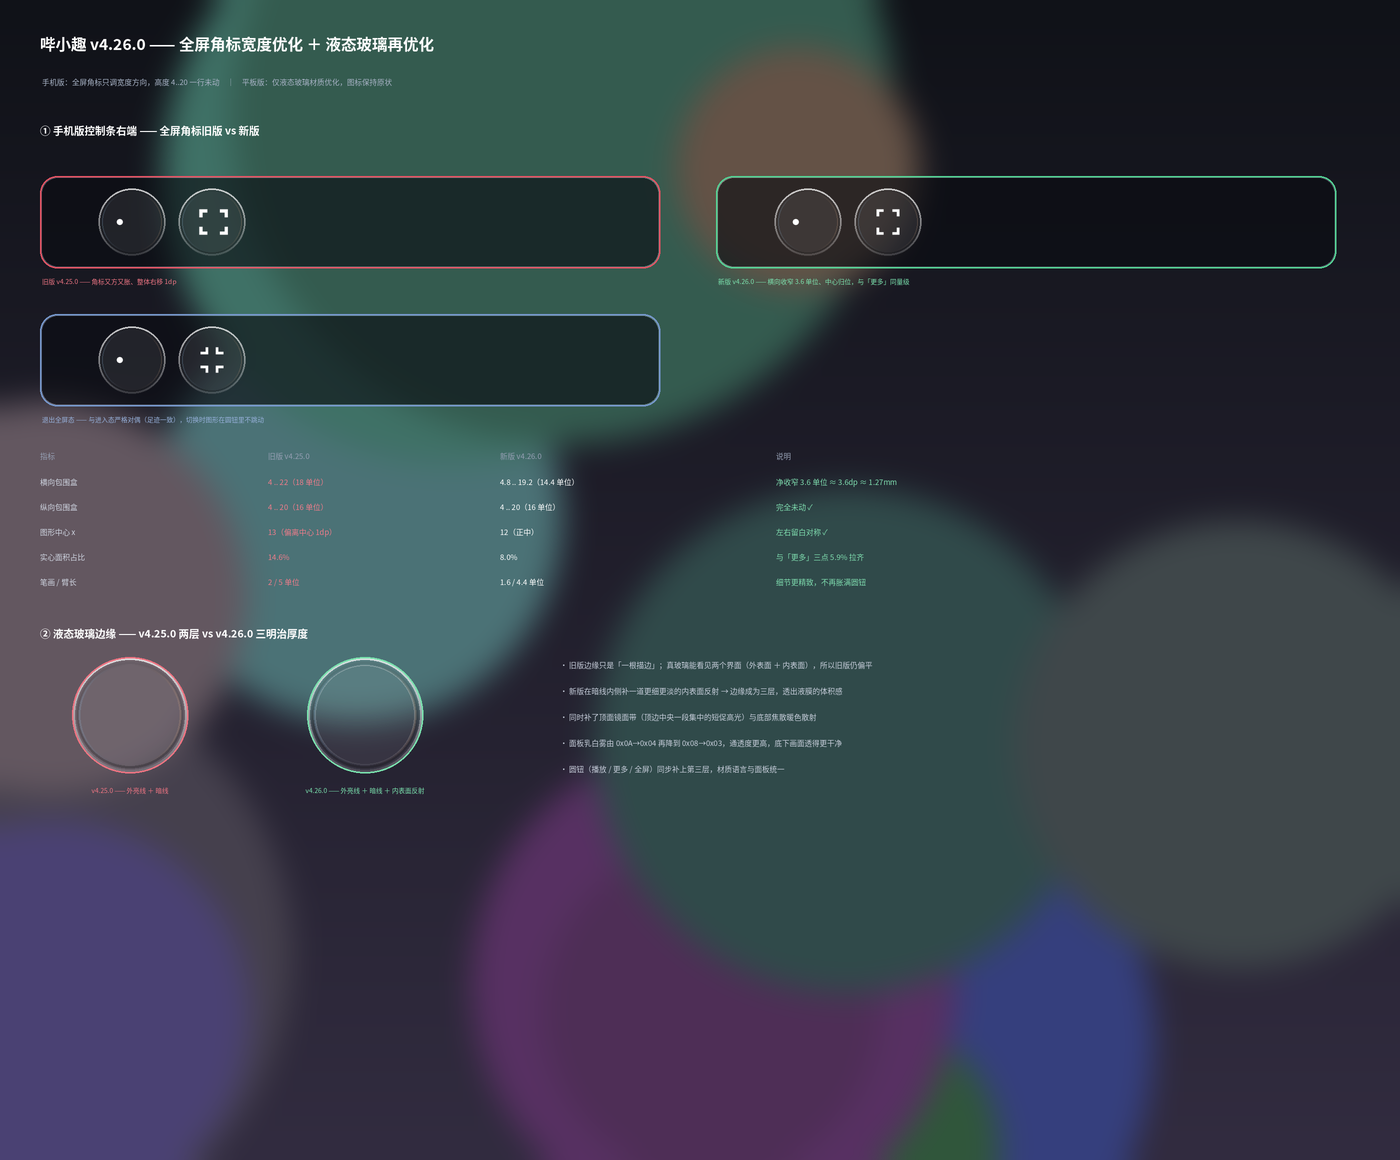 哔小趣 v4.26.0 —— 全屏角标宽度优化 ＋ 液态玻璃再优化
手机版：全屏角标只调宽度方向，高度 4..20 一行未动 ｜ 平板版：仅液态玻璃材质优化，图标保持原状
① 手机版控制条右端 —— 全屏角标旧版 vs 新版
旧版 v4.25.0 —— 角标又方又胀、整体右移 1dp
新版 v4.26.0 —— 横向收窄 3.6 单位、中心归位、与「更多」同量级
退出全屏态 —— 与进入态严格对偶（足迹一致），切换时图形在圆钮里不跳动
指标 旧版 v4.25.0 新版 v4.26.0 说明
横向包围盒 4 .. 22（18 单位） 4.8 .. 19.2（14.4 单位） 净收窄 3.6 单位 ≈ 3.6dp ≈ 1.27mm
纵向包围盒 4 .. 20（16 单位） 4 .. 20（16 单位） 完全未动 ✓
图形中心 x 13（偏离中心 1dp） 12（正中） 左右留白对称 ✓
实心面积占比 14.6% 8.0% 与「更多」三点 5.9% 拉齐
笔画 / 臂长 2 / 5 单位 1.6 / 4.4 单位 细节更精致，不再胀满圆钮
② 液态玻璃边缘 —— v4.25.0 两层 vs v4.26.0 三明治厚度
· 旧版边缘只是「一根描边」；真玻璃能看见两个界面（外表面 ＋ 内表面），所以旧版仍偏平
· 新版在暗线内侧补一道更细更淡的内表面反射 → 边缘成为三层，透出液膜的体积感
· 同时补了顶面镜面带（顶边中央一段集中的短促高光）与底部焦散暖色散射
· 面板乳白雾由 0x0A→0x04 再降到 0x08→0x03，通透度更高，底下画面透得更干净
· 圆钮（播放 / 更多 / 全屏）同步补上第三层，材质语言与面板统一
v4.25.0 —— 外亮线 ＋ 暗线
v4.26.0 —— 外亮线 ＋ 暗线 ＋ 内表面反射